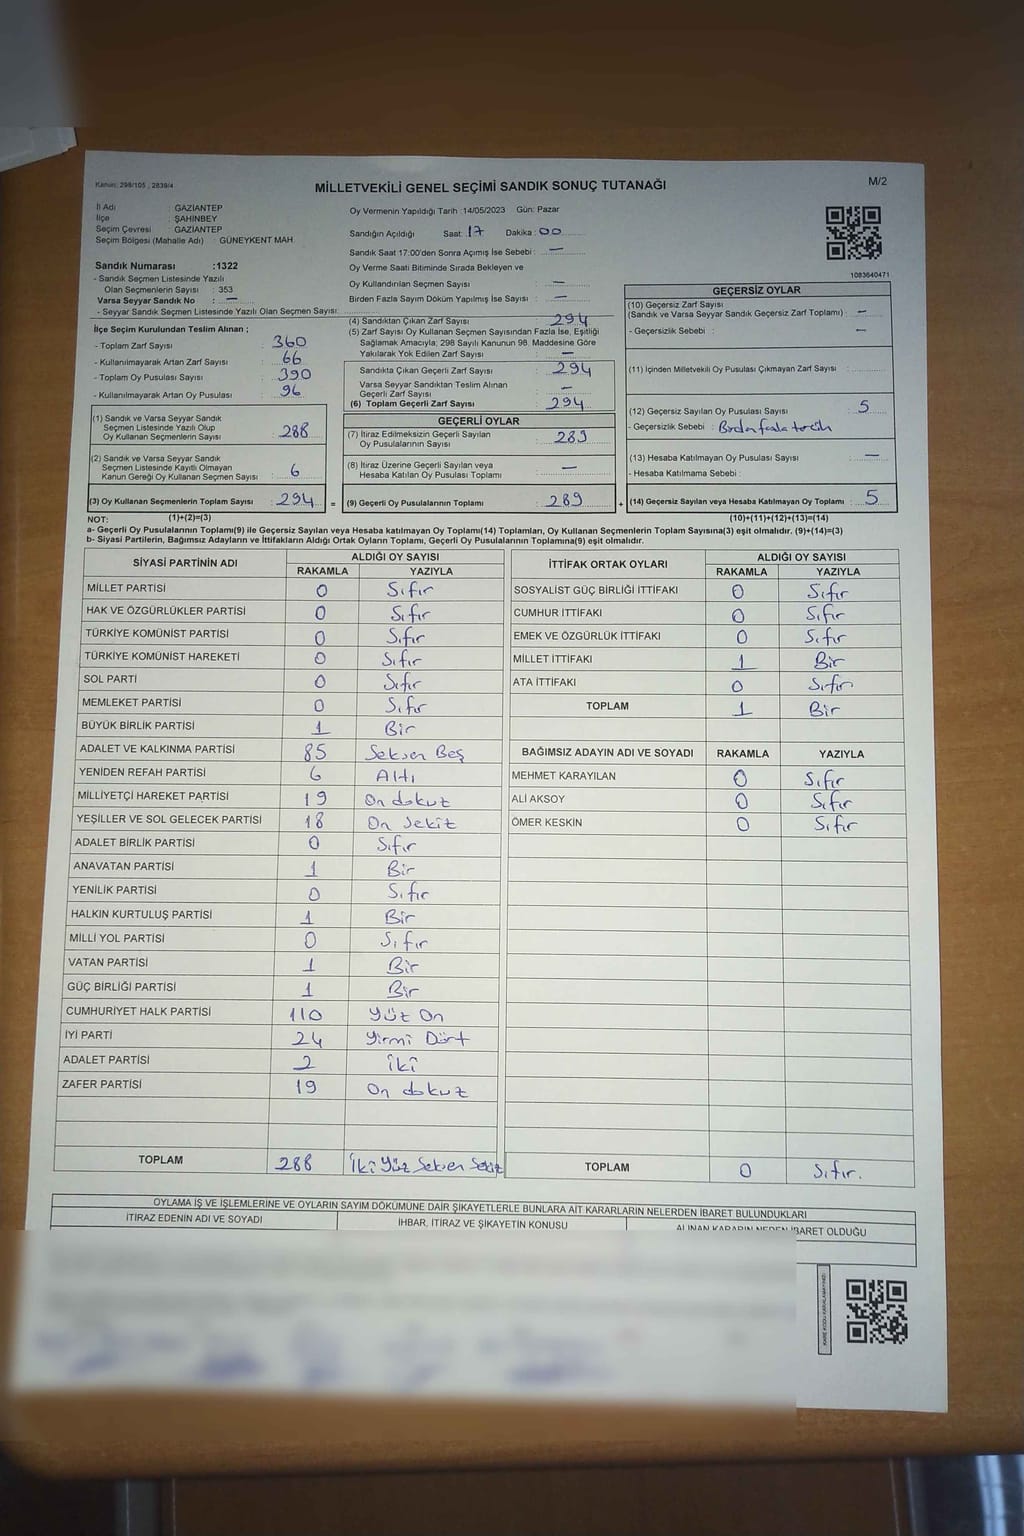 Kanun: 298/105 , 2839/4
MİLLETVEKİLİ GENEL SEÇİMİ SANDIK SONUÇ TUTANAĞI
M/2
İl Adı : GAZİANTEP
İlçe : ŞAHİNBEY
Seçim Çevresi : GAZİANTEP
Seçim Bölgesi (Mahalle Adı) : GÜNEYKENT MAH
Sandık Numarası :1322
- Sandık Seçmen Listesinde Yazılı
Olan Seçmenlerin Sayısı : 353
Varsa Seyyar Sandık No : —
- Seyyar Sandık Seçmen Listesinde Yazılı Olan Seçmen Sayısı:
İlçe Seçim Kurulundan Teslim Alınan ;
- Toplam Zarf Sayısı : 360
- Kullanılmayarak Artan Zarf Sayısı : 66
- Toplam Oy Pusulası Sayısı : 390
- Kullanılmayarak Artan Oy Pusulası : 96
Oy Vermenin Yapıldığı Tarih :14/05/2023 Gün: Pazar
Sandığın Açıldığı Saat: 17 Dakika : 00
Sandık Saat 17:00'den Sonra Açımış İse Sebebi : —
Oy Verme Saati Bitiminde Sırada Bekleyen ve
Oy Kullandırılan Seçmen Sayısı : —
Birden Fazla Sayım Döküm Yapılmış İse Sayısı : —
(4) Sandıktan Çıkan Zarf Sayısı : 294
(5) Zarf Sayısı Oy Kullanan Seçmen Sayısından Fazla İse, Eşitliği
Sağlamak Amacıyla; 298 Sayılı Kanunun 98. Maddesine Göre
Yakılarak Yok Edilen Zarf Sayısı : —
Sandıkta Çıkan Geçerli Zarf Sayısı : 294
Varsa Seyyar Sandıktan Teslim Alınan
Geçerli Zarf Sayısı : —
(6) Toplam Geçerli Zarf Sayısı : 294
1083640471
GEÇERSİZ OYLAR
(10) Geçersiz Zarf Sayısı
(Sandık ve Varsa Seyyar Sandık Geçersiz Zarf Toplamı) : —
- Geçersizlik Sebebi : —
(11) İçinden Milletvekili Oy Pusulası Çıkmayan Zarf Sayısı :
(12) Geçersiz Sayılan Oy Pusulası Sayısı : 5
- Geçersizlik Sebebi : Birden fazla tercih
(13) Hesaba Katılmayan Oy Pusulası Sayısı : —
- Hesaba Katılmama Sebebi :
(1) Sandık ve Varsa Seyyar Sandık
Seçmen Listesinde Yazılı Olup
Oy Kullanan Seçmenlerin Sayısı : 288
(2) Sandık ve Varsa Seyyar Sandık
Seçmen Listesinde Kayıtlı Olmayan
Kanun Gereği Oy Kullanan Seçmen Sayısı : 6
GEÇERLİ OYLAR
(7) İtiraz Edilmeksizin Geçerli Sayılan
Oy Pusulalarının Sayısı : 289
(8) İtiraz Üzerine Geçerli Sayılan veya
Hesaba Katılan Oy Pusulası Toplamı : —
(3) Oy Kullanan Seçmenlerin Toplam Sayısı : 294 = (9) Geçerli Oy Pusulalarının Toplamı : 289 + (14) Geçersiz Sayılan veya Hesaba Katılmayan Oy Toplamı : 5
NOT: (1)+(2)=(3) (10)+(11)+(12)+(13)=(14)
a- Geçerli Oy Pusulalarının Toplamı(9) ile Geçersiz Sayılan veya Hesaba katılmayan Oy Toplamı(14) Toplamları, Oy Kullanan Seçmenlerin Toplam Sayısına(3) eşit olmalıdır. (9)+(14)=(3)
b- Siyasi Partilerin, Bağımsız Adayların ve İttifakların Aldığı Ortak Oyların Toplamı, Geçerli Oy Pusulalarının Toplamına(9) eşit olmalıdır.
SİYASİ PARTİNİN ADI ALDIĞI OY SAYISI
RAKAMLA YAZIYLA
MİLLET PARTİSİ 0 Sıfır
HAK VE ÖZGÜRLÜKLER PARTİSİ 0 Sıfır
TÜRKİYE KOMÜNİST PARTİSİ 0 Sıfır
TÜRKİYE KOMÜNİST HAREKETİ 0 Sıfır
SOL PARTİ 0 Sıfır
MEMLEKET PARTİSİ 0 Sıfır
BÜYÜK BİRLİK PARTİSİ 1 Bir
ADALET VE KALKINMA PARTİSİ 85 Seksen Beş
YENİDEN REFAH PARTİSİ 6 Altı
MİLLİYETÇİ HAREKET PARTİSİ 19 On dokuz
YEŞİLLER VE SOL GELECEK PARTİSİ 18 On Sekiz
ADALET BİRLİK PARTİSİ 0 Sıfır
ANAVATAN PARTİSİ 1 Bir
YENİLİK PARTİSİ 0 Sıfır
HALKIN KURTULUŞ PARTİSİ 1 Bir
MİLLİ YOL PARTİSİ 0 Sıfır
VATAN PARTİSİ 1 Bir
GÜÇ BİRLİĞİ PARTİSİ 1 Bir
CUMHURİYET HALK PARTİSİ 110 Yüz On
İYİ PARTİ 24 Yirmi Dört
ADALET PARTİSİ 2 İki
ZAFER PARTİSİ 19 On dokuz
TOPLAM 288 İki Yüz Seksen Sekiz
İTTİFAK ORTAK OYLARI ALDIĞI OY SAYISI
RAKAMLA YAZIYLA
SOSYALİST GÜÇ BİRLİĞİ İTTİFAKI 0 Sıfır
CUMHUR İTTİFAKI 0 Sıfır
EMEK VE ÖZGÜRLÜK İTTİFAKI 0 Sıfır
MİLLET İTTİFAKI 1 Bir
ATA İTTİFAKI 0 Sıfır
TOPLAM 1 Bir
BAĞIMSIZ ADAYIN ADI VE SOYADI RAKAMLA YAZIYLA
MEHMET KARAYILAN 0 Sıfır
ALİ AKSOY 0 Sıfır
ÖMER KESKİN 0 Sıfır
TOPLAM 0 Sıfır.
OYLAMA İŞ VE İŞLEMLERİNE VE OYLARIN SAYIM DÖKÜMÜNE DAİR ŞİKAYETLERLE BUNLARA AİT KARARLARIN NELERDEN İBARET BULUNDUKLARI
İTİRAZ EDENİN ADI VE SOYADI İHBAR, İTİRAZ VE ŞİKAYETİN KONUSU ALINAN KARARIN NEDEN İBARET OLDUĞU